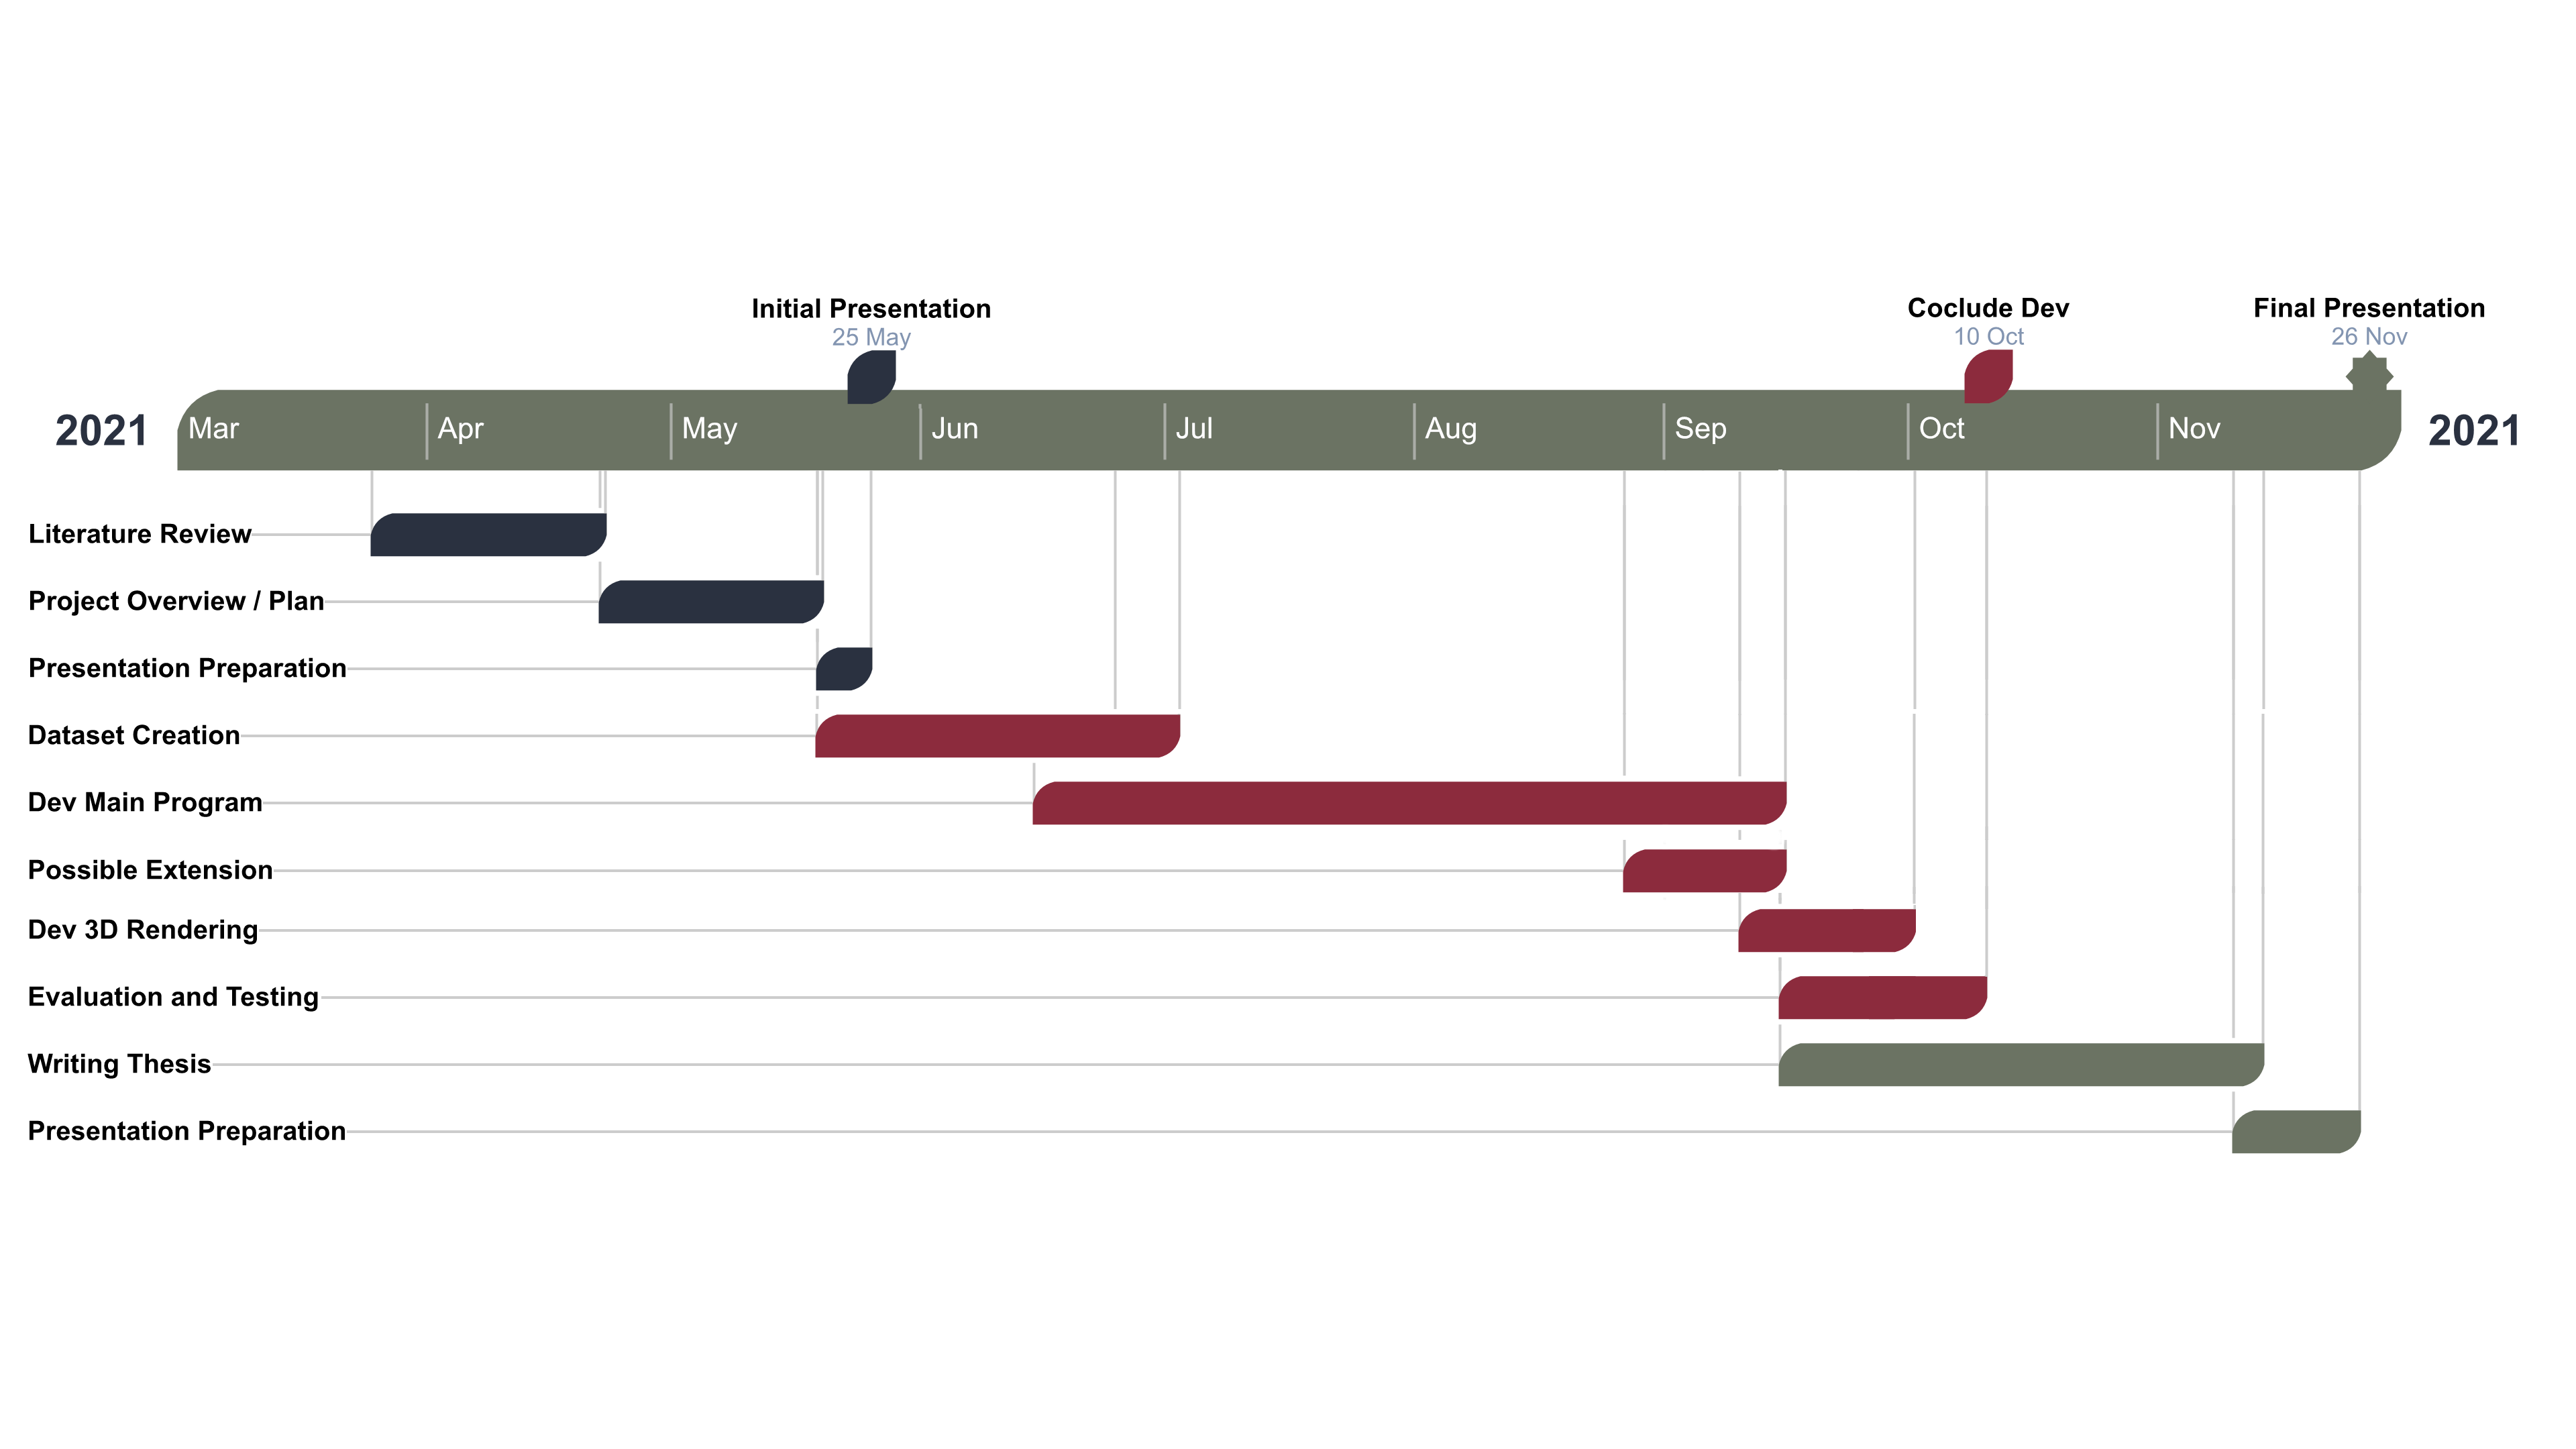 Initial Presentation
25 May
Coclude Dev
10 Oct
Final Presentation
26 Nov
2021 Mar Apr May Jun Jul Aug Sep Oct Nov 2021
Literature Review
Project Overview / Plan
Presentation Preparation
Dataset Creation
Dev Main Program
Possible Extension
Dev 3D Rendering
Evaluation and Testing
Writing Thesis
Presentation Preparation